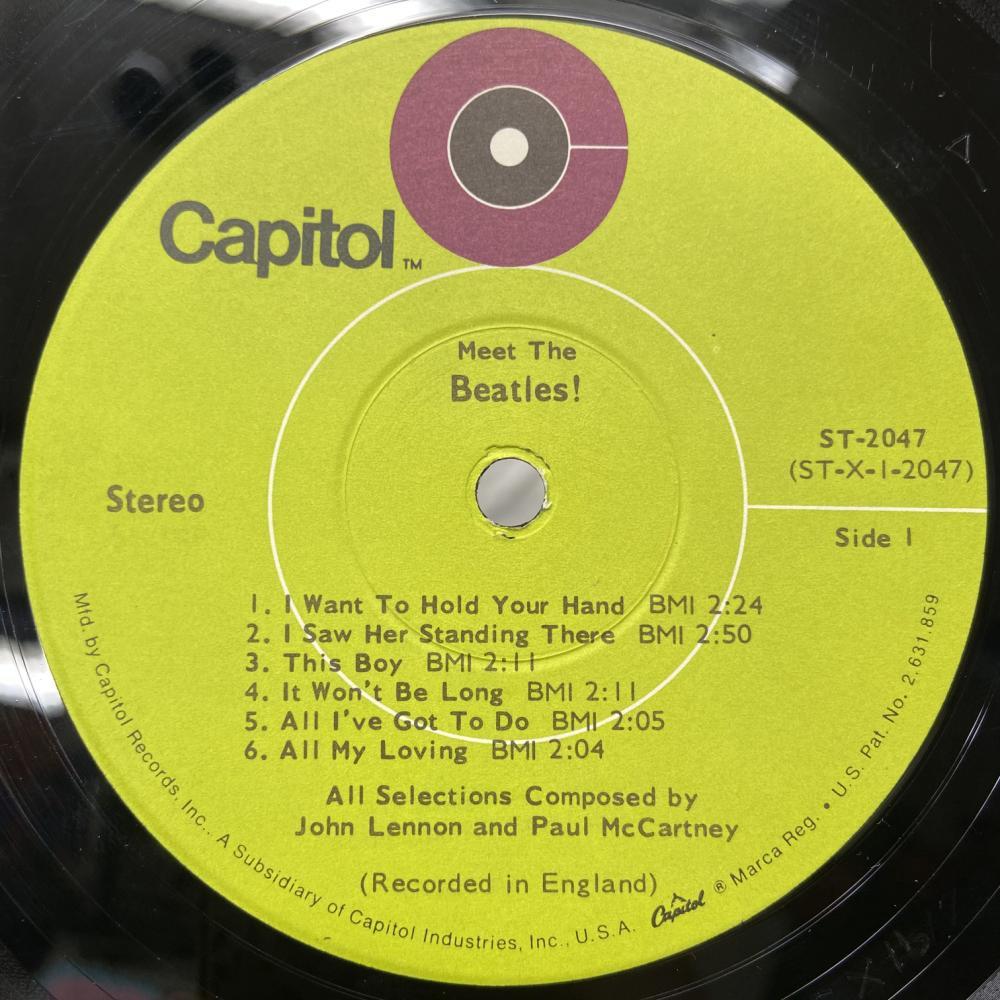 Capitol™
Meet The
Beatles!
ST-2047
(ST-X-1-2047)
Stereo
Side 1
1. I Want To Hold Your Hand BMI 2:24
2. I Saw Her Standing There BMI 2:50
3. This Boy BMI 2:11
4. It Won't Be Long BMI 2:11
5. All I've Got To Do BMI 2:05
6. All My Loving BMI 2:04
All Selections Composed by
John Lennon and Paul McCartney
(Recorded in England)
Mfd. by Capitol Records, Inc., A Subsidiary of Capitol Industries, Inc., U.S.A. Capitol ® Marca Reg. • U.S. Pat. No. 2,631,859